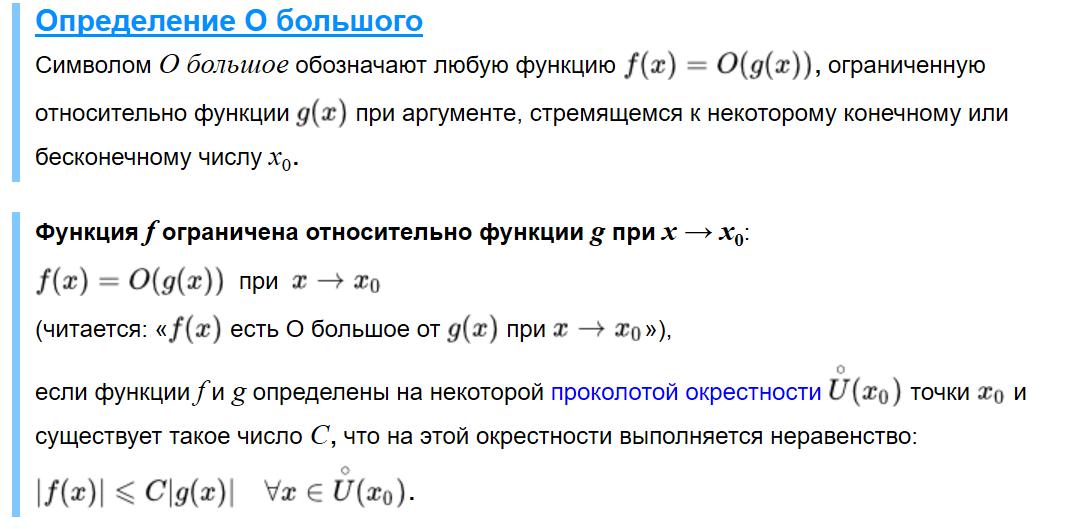 Определение О большого
Символом O большое обозначают любую функцию f(x) = O(g(x)), ограниченную
относительно функции g(x) при аргументе, стремящемся к некоторому конечному или
бесконечному числу x₀.
Функция f ограничена относительно функции g при x → x₀:
f(x) = O(g(x)) при x → x₀
(читается: «f(x) есть О большое от g(x) при x → x₀»),
если функции f и g определены на некоторой проколотой окрестности Ů(x₀) точки x₀ и
существует такое число C, что на этой окрестности выполняется неравенство:
|f(x)| ⩽ C|g(x)| ∀x ∈ Ů(x₀).